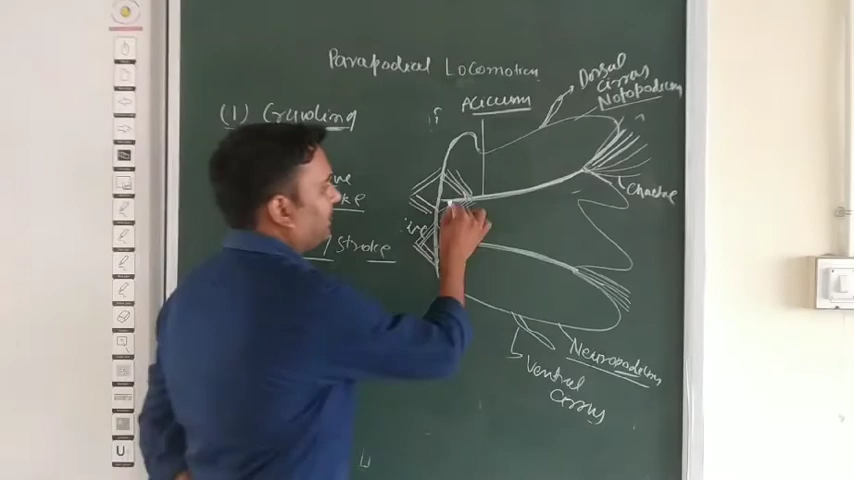 Parapodial Locomotion
(1) Crawling
Acicum
Dorsal
cirrus
Notopodium
Chaetae
stroke
Neuropodium
Ventral
cirrus